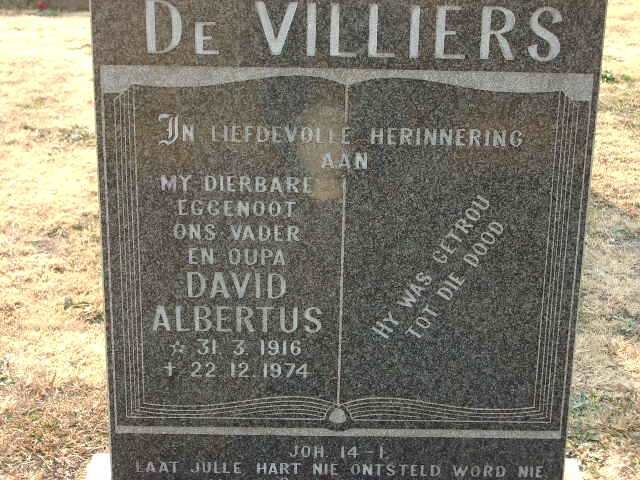 De VILLIERS
IN LIEFDEVOLLE HERINNERING
AAN
MY DIERBARE
EGGENOOT
ONS VADER
EN OUPA
DAVID
ALBERTUS
☆ 31.3.1916
+ 22.12.1974
HY WAS GETROU
TOT DIE DOOD
JOH. 14-1.
LAAT JULLE HART NIE ONTSTELD WORD NIE